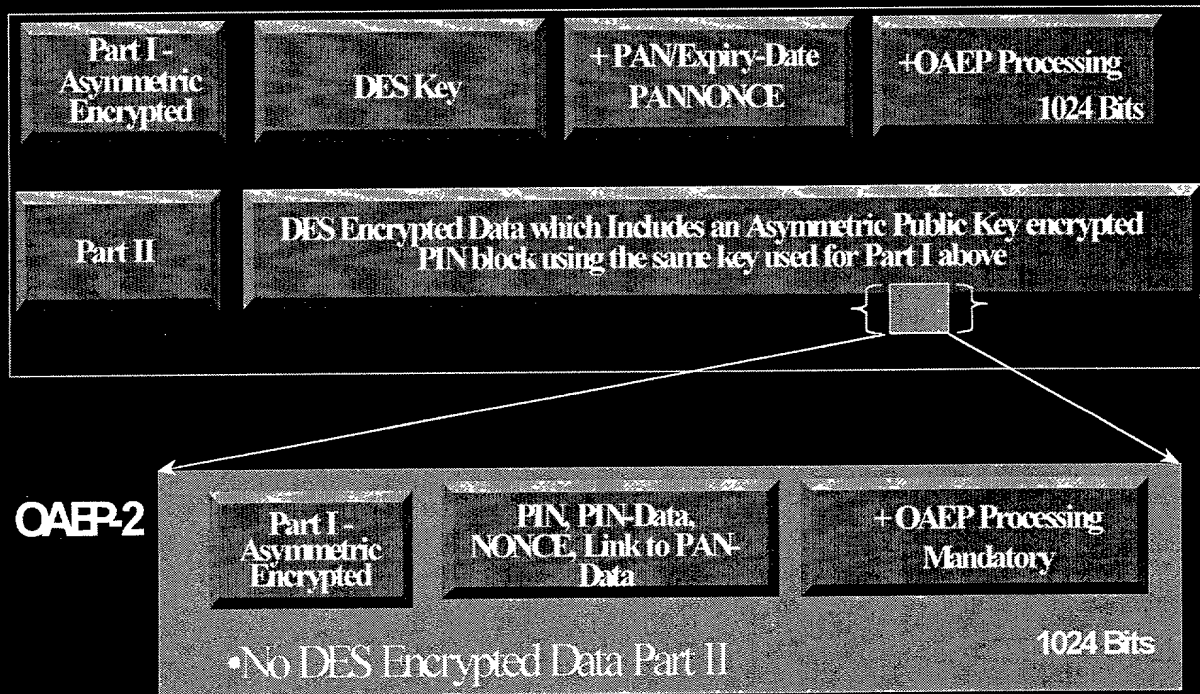 Part I -
Asymmetric
Encrypted
DES Key
+ PAN/Expiry-Date
PANNONCE
+OAEP Processing
1024 Bits
Part II
DES Encrypted Data which Includes an Asymmetric Public Key encrypted
PIN block using the same key used for Part I above
OAEP-2
Part I -
Asymmetric
Encrypted
PIN, PIN-Data,
NONCE, Link to PAN-
Data
+ OAEP Processing
Mandatory
•No DES Encrypted Data Part II
1024 Bits